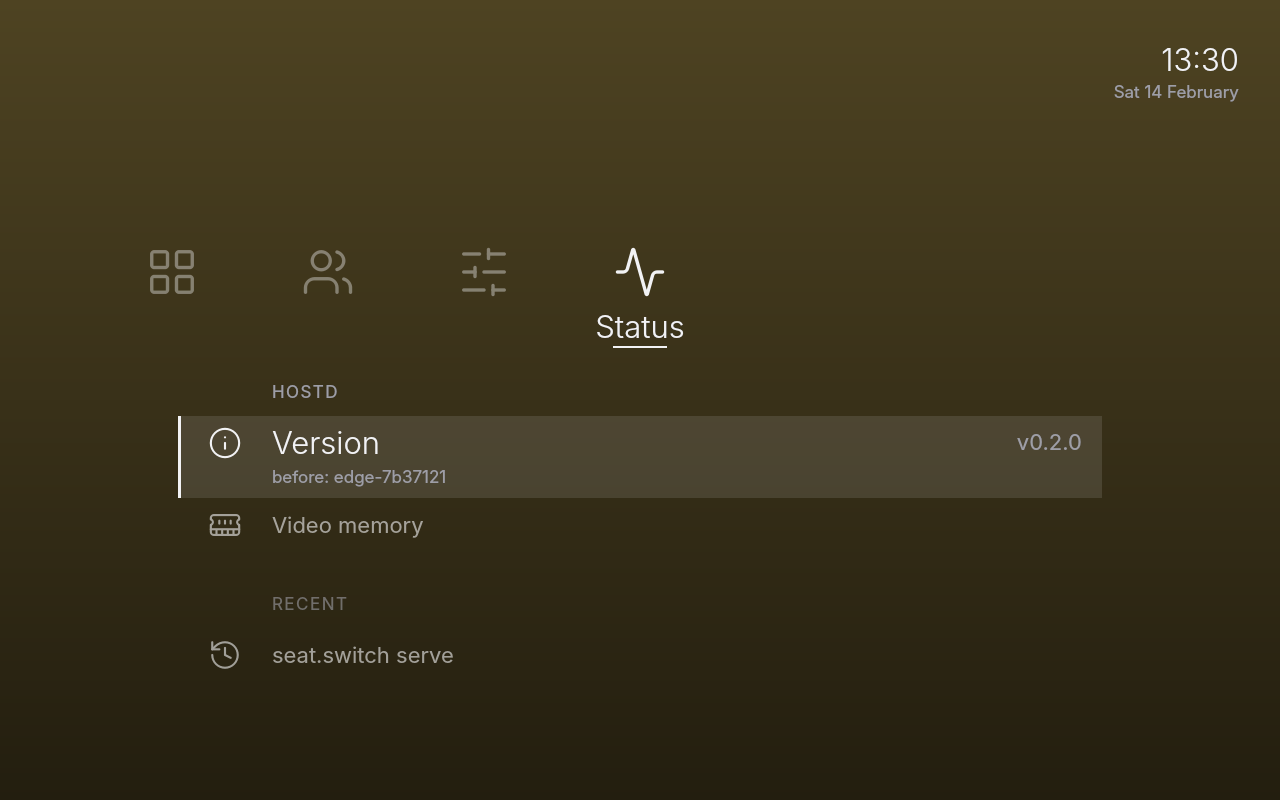 13:30
Sat 14 February
Status
HOSTD
Version
v0.2.0
before: edge-7b37121
Video memory
RECENT
seat.switch serve